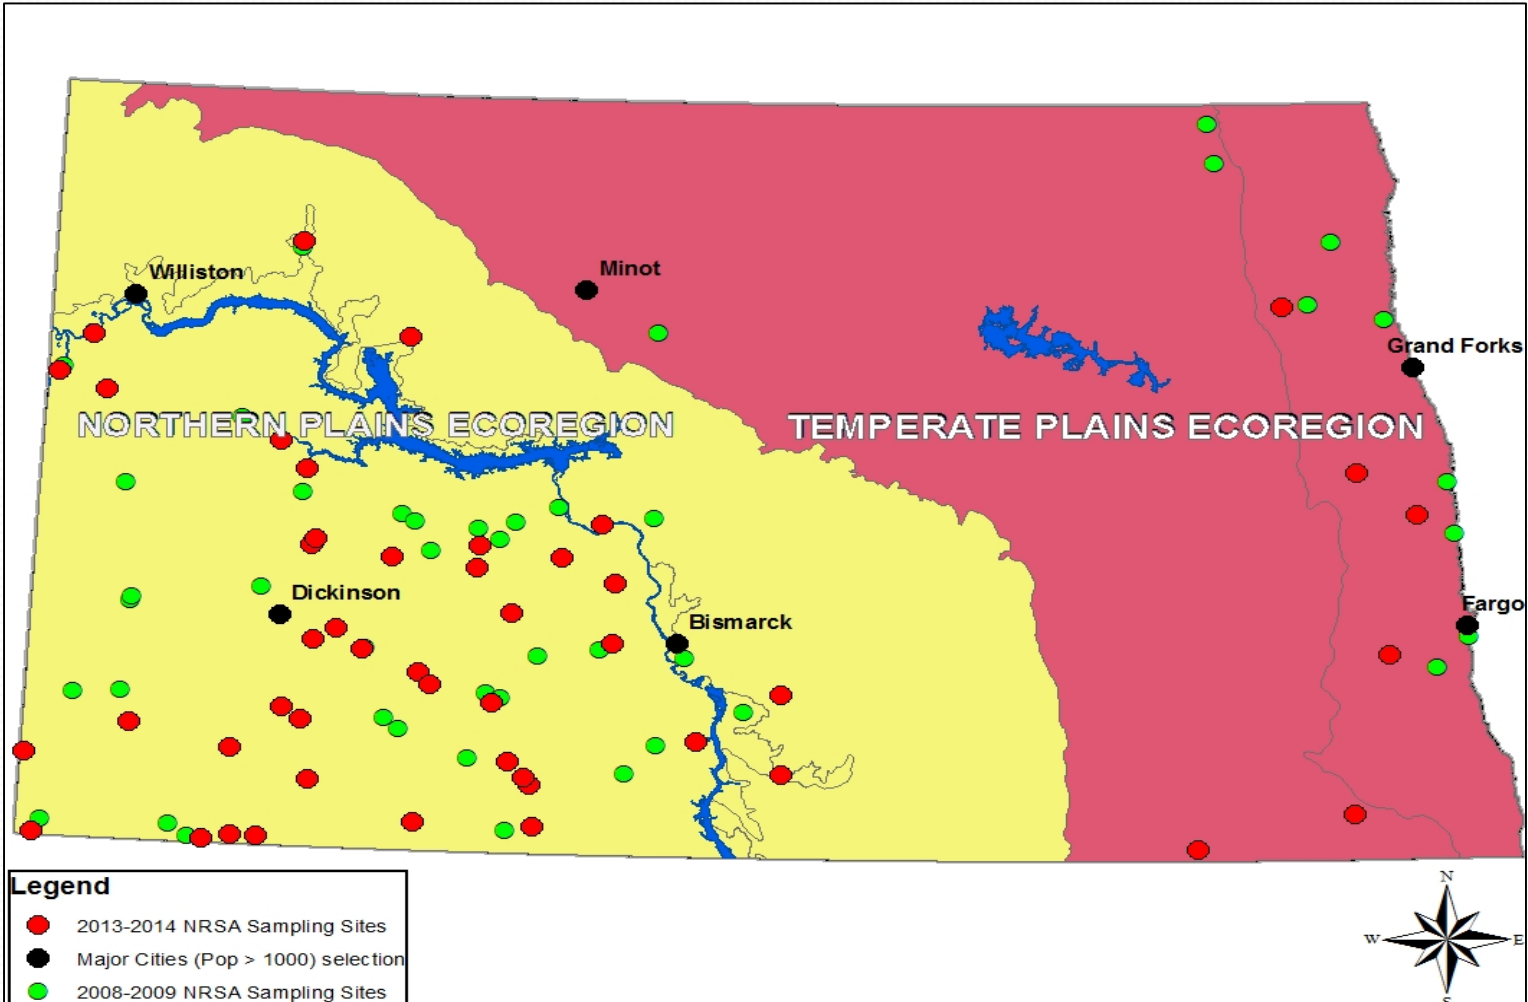 Williston
Minot
Grand Forks
NORTHERN PLAINS ECOREGION
TEMPERATE PLAINS ECOREGION
Dickinson
Fargo
Bismarck
Legend
2013-2014 NRSA Sampling Sites
Major Cities (Pop > 1000) selection
2008-2009 NRSA Sampling Sites
N
W
E
S